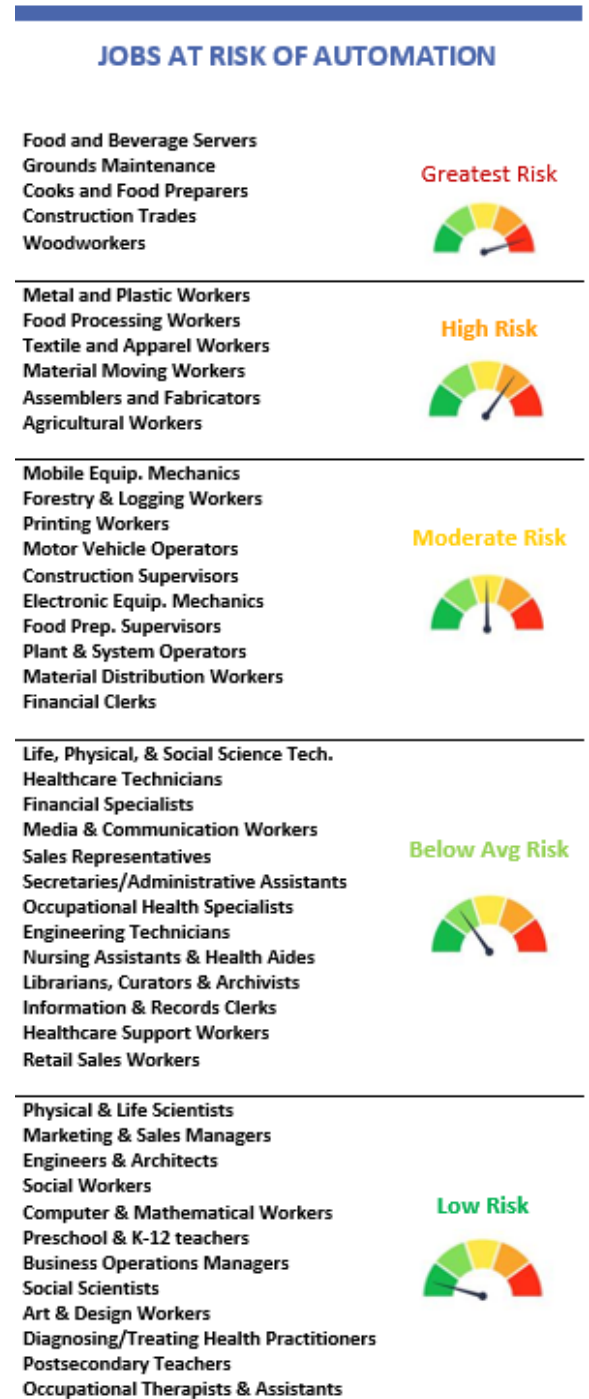 JOBS AT RISK OF AUTOMATION
Food and Beverage Servers
Grounds Maintenance
Cooks and Food Preparers
Construction Trades
Woodworkers
Greatest Risk
Metal and Plastic Workers
Food Processing Workers
Textile and Apparel Workers
Material Moving Workers
Assemblers and Fabricators
Agricultural Workers
High Risk
Mobile Equip. Mechanics
Forestry & Logging Workers
Printing Workers
Motor Vehicle Operators
Construction Supervisors
Electronic Equip. Mechanics
Food Prep. Supervisors
Plant & System Operators
Material Distribution Workers
Financial Clerks
Moderate Risk
Life, Physical, & Social Science Tech.
Healthcare Technicians
Financial Specialists
Media & Communication Workers
Sales Representatives
Secretaries/Administrative Assistants
Occupational Health Specialists
Engineering Technicians
Nursing Assistants & Health Aides
Librarians, Curators & Archivists
Information & Records Clerks
Healthcare Support Workers
Retail Sales Workers
Below Avg Risk
Physical & Life Scientists
Marketing & Sales Managers
Engineers & Architects
Social Workers
Computer & Mathematical Workers
Preschool & K-12 teachers
Business Operations Managers
Social Scientists
Art & Design Workers
Diagnosing/Treating Health Practitioners
Postsecondary Teachers
Occupational Therapists & Assistants
Low Risk